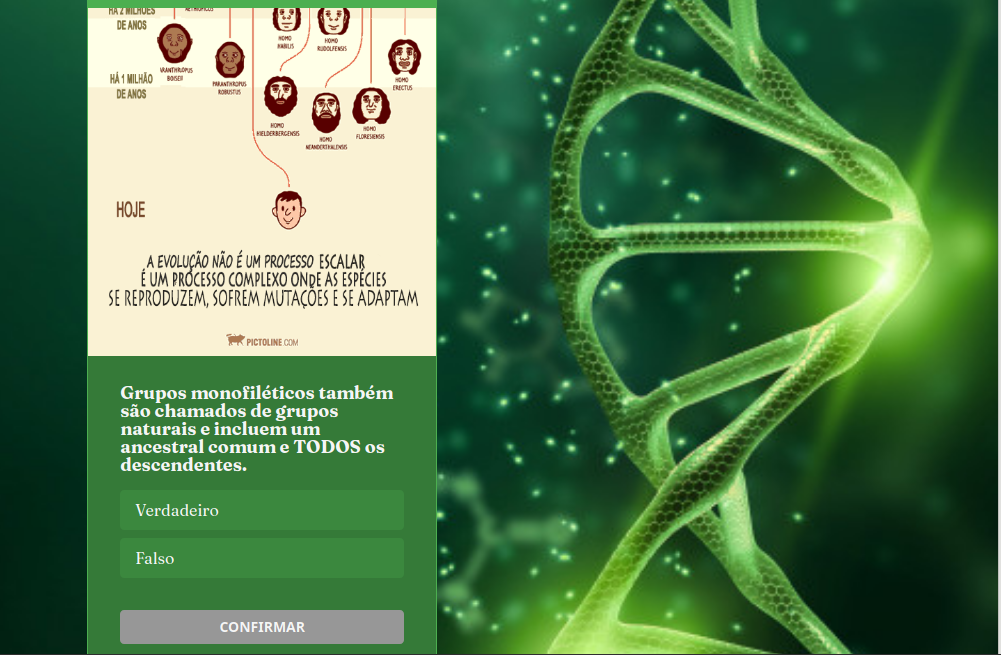 HÁ 2 MILHÕES
DE ANOS
HOMO
HABILIS
HOMO
RUDOLFENSIS
HOMO
ERECTUS
HÁ 1 MILHÃO
DE ANOS
BOISEI
PARANTHROPUS
ROBUSTUS
HOMO
HIELDERBERGENSIS
HOMO
NEANDERTHALENSIS
HOMO
FLORESIENSIS
HOJE
A EVOLUÇÃO NÃO É UM PROCESSO ESCALAR
É UM PROCESSO COMPLEXO ONDE AS ESPÉCIES
SE REPRODUZEM, SOFREM MUTAÇÕES E SE ADAPTAM
PICTOLINE.COM
Grupos monofiléticos também
são chamados de grupos
naturais e incluem um
ancestral comum e TODOS os
descendentes.
Verdadeiro
Falso
CONFIRMAR